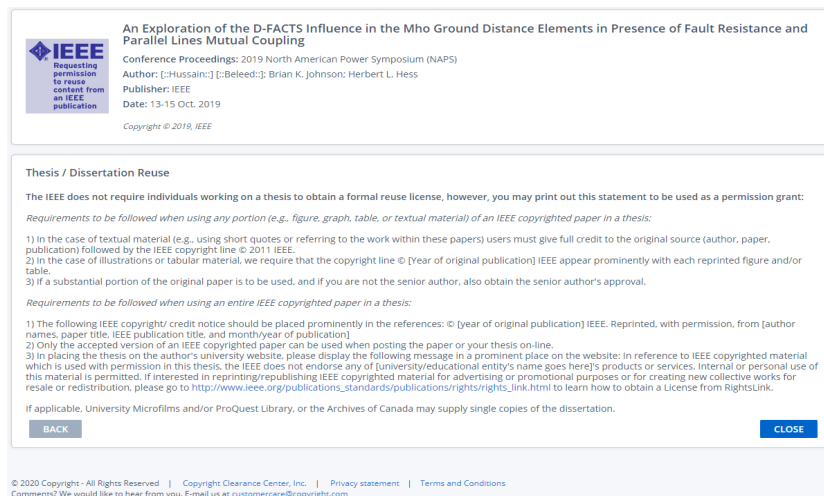 An Exploration of the D-FACTS Influence in the Mho Ground Distance Elements in Presence of Fault Resistance and
Parallel Lines Mutual Coupling
IEEE
Requesting
permission
to reuse
content from
an IEEE
publication
Conference Proceedings: 2019 North American Power Symposium (NAPS)
Author: [::Hussain::] [::Beleed::]; Brian K. Johnson; Herbert L. Hess
Publisher: IEEE
Date: 13-15 Oct. 2019
Copyright © 2019, IEEE
Thesis / Dissertation Reuse
The IEEE does not require individuals working on a thesis to obtain a formal reuse license, however, you may print out this statement to be used as a permission grant:
Requirements to be followed when using any portion (e.g., figure, graph, table, or textual material) of an IEEE copyrighted paper in a thesis:
1) In the case of textual material (e.g., using short quotes or referring to the work within these papers) users must give full credit to the original source (author, paper,
publication) followed by the IEEE copyright line © 2011 IEEE.
2) In the case of illustrations or tabular material, we require that the copyright line © [Year of original publication] IEEE appear prominently with each reprinted figure and/or
table.
3) If a substantial portion of the original paper is to be used, and if you are not the senior author, also obtain the senior author's approval.
Requirements to be followed when using an entire IEEE copyrighted paper in a thesis:
1) The following IEEE copyright/ credit notice should be placed prominently in the references: © [year of original publication] IEEE. Reprinted, with permission, from [author
names, paper title, IEEE publication title, and month/year of publication]
2) Only the accepted version of an IEEE copyrighted paper can be used when posting the paper or your thesis on-line.
3) In placing the thesis on the author's university website, please display the following message in a prominent place on the website: In reference to IEEE copyrighted material
which is used with permission in this thesis, the IEEE does not endorse any of [university/educational entity's name goes here]'s products or services. Internal or personal use of
this material is permitted. If interested in reprinting/republishing IEEE copyrighted material for advertising or promotional purposes or for creating new collective works for
resale or redistribution, please go to http://www.ieee.org/publications_standards/publications/rights/rights_link.html to learn how to obtain a License from RightsLink.
If applicable, University Microfilms and/or ProQuest Library, or the Archives of Canada may supply single copies of the dissertation.
BACK CLOSE
© 2020 Copyright - All Rights Reserved | Copyright Clearance Center, Inc. | Privacy statement | Terms and Conditions
Comments? We would like to hear from you. E-mail us at customercare@copyright.com